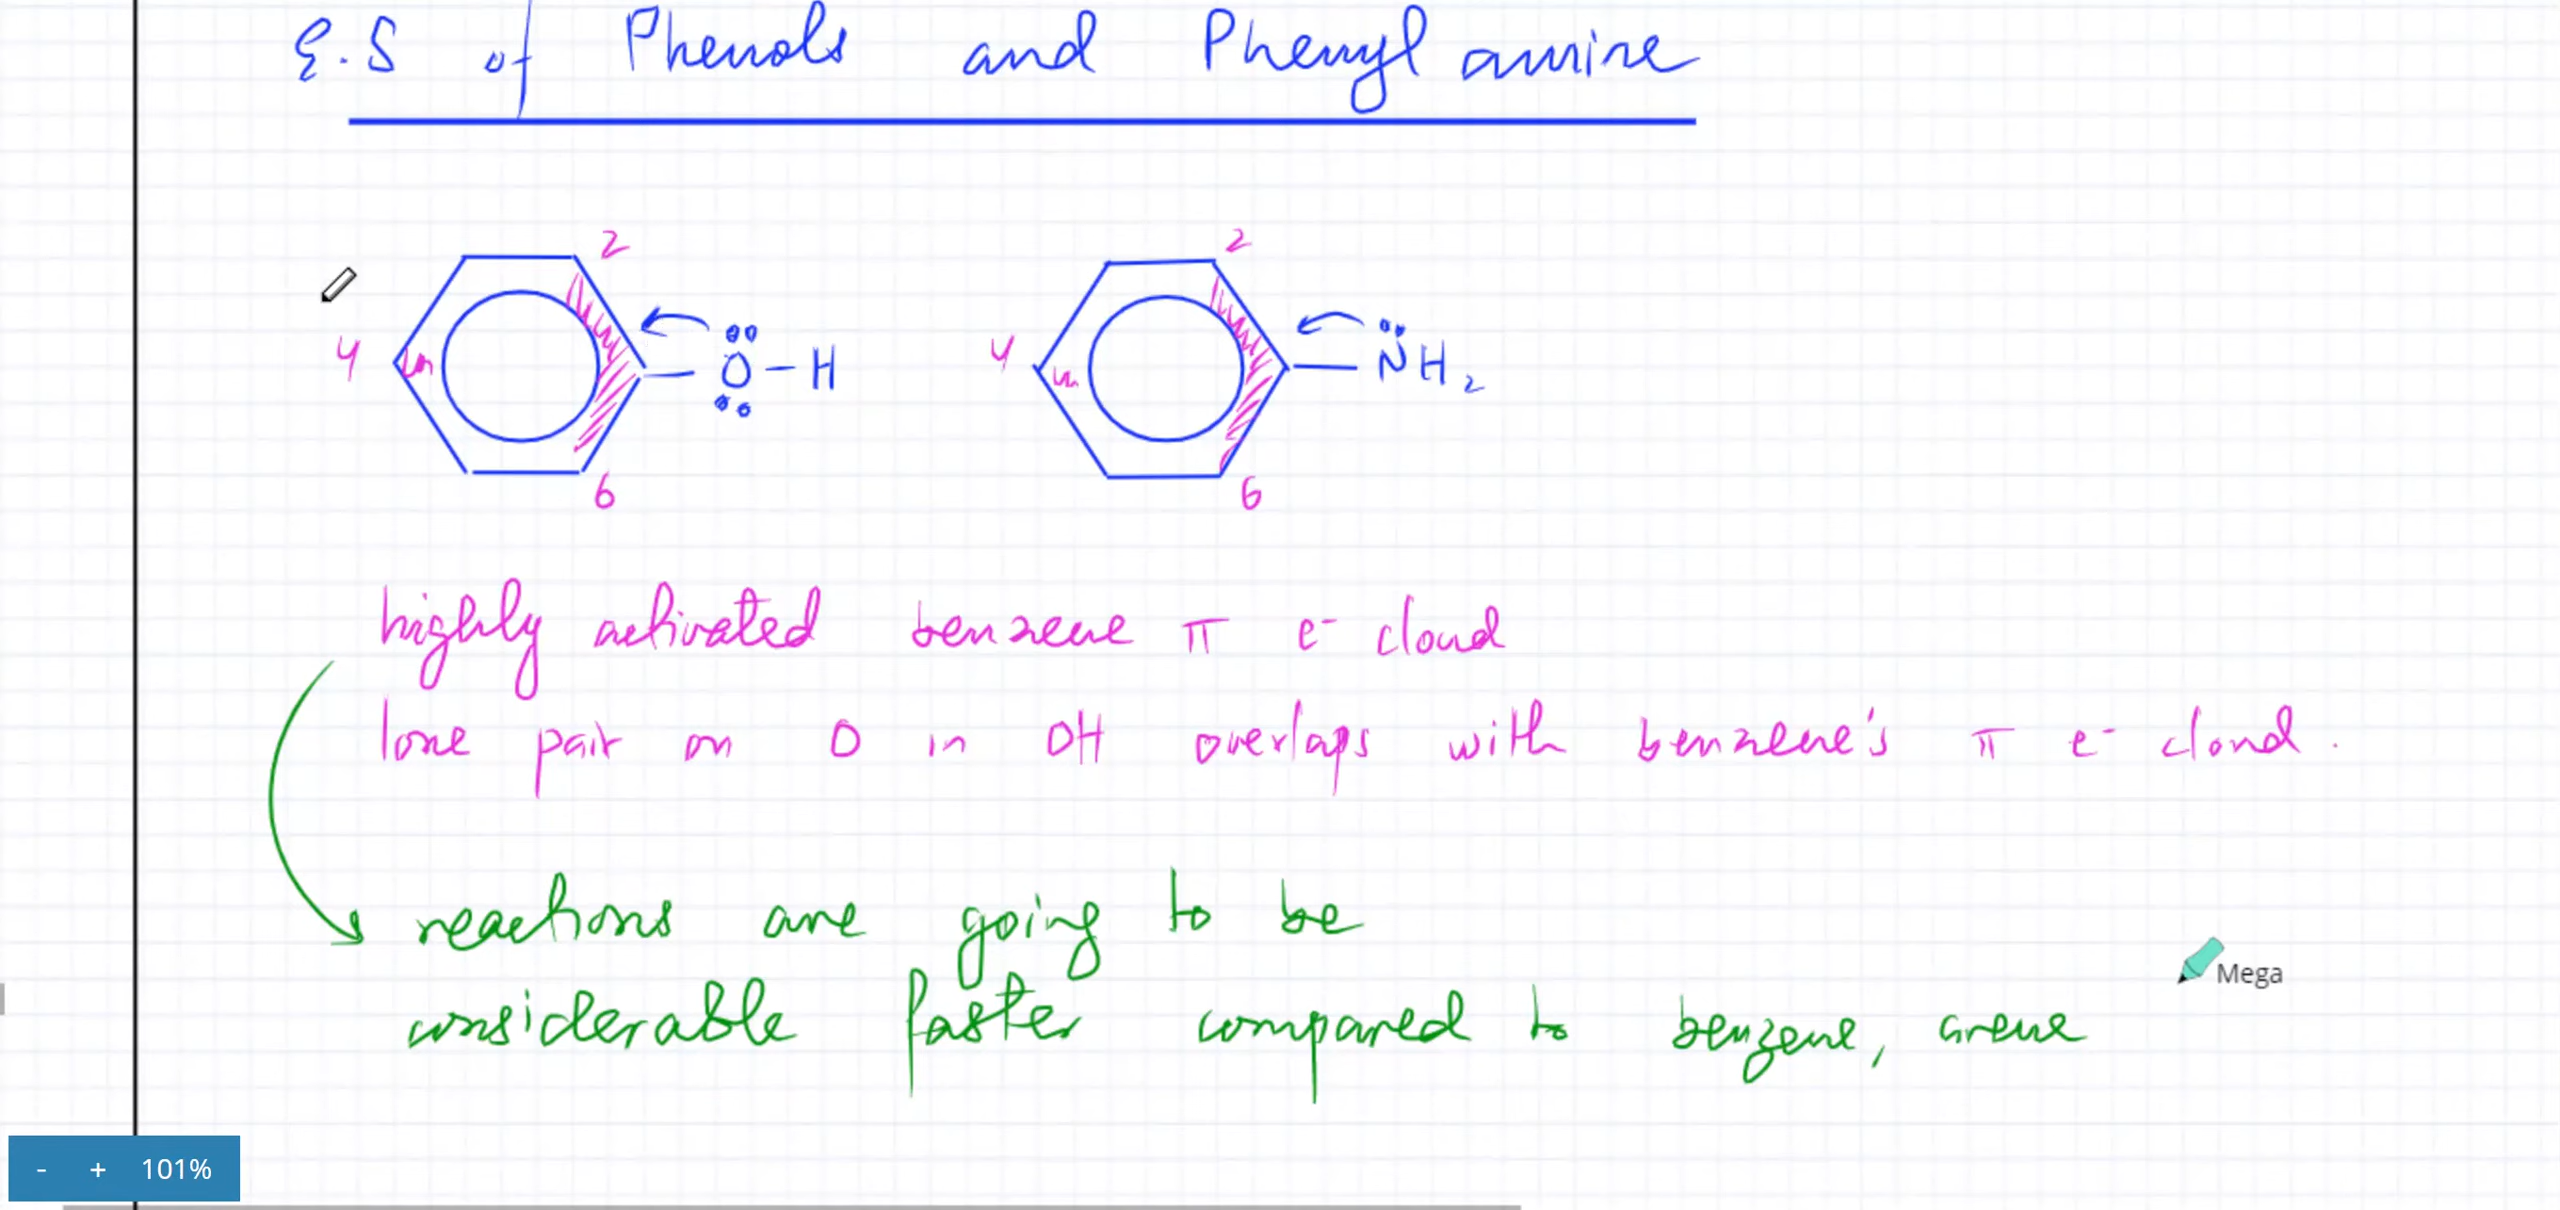 E.S of Phenols and Phenyl amine
2
2
4
O-H
4
NH2
6
6
highly activated benzene π e- cloud
lone pair on O in OH overlaps with benzene's π e- cloud.
reactions are going to be
considerable faster compared to benzene, arene
Mega
- + 101%